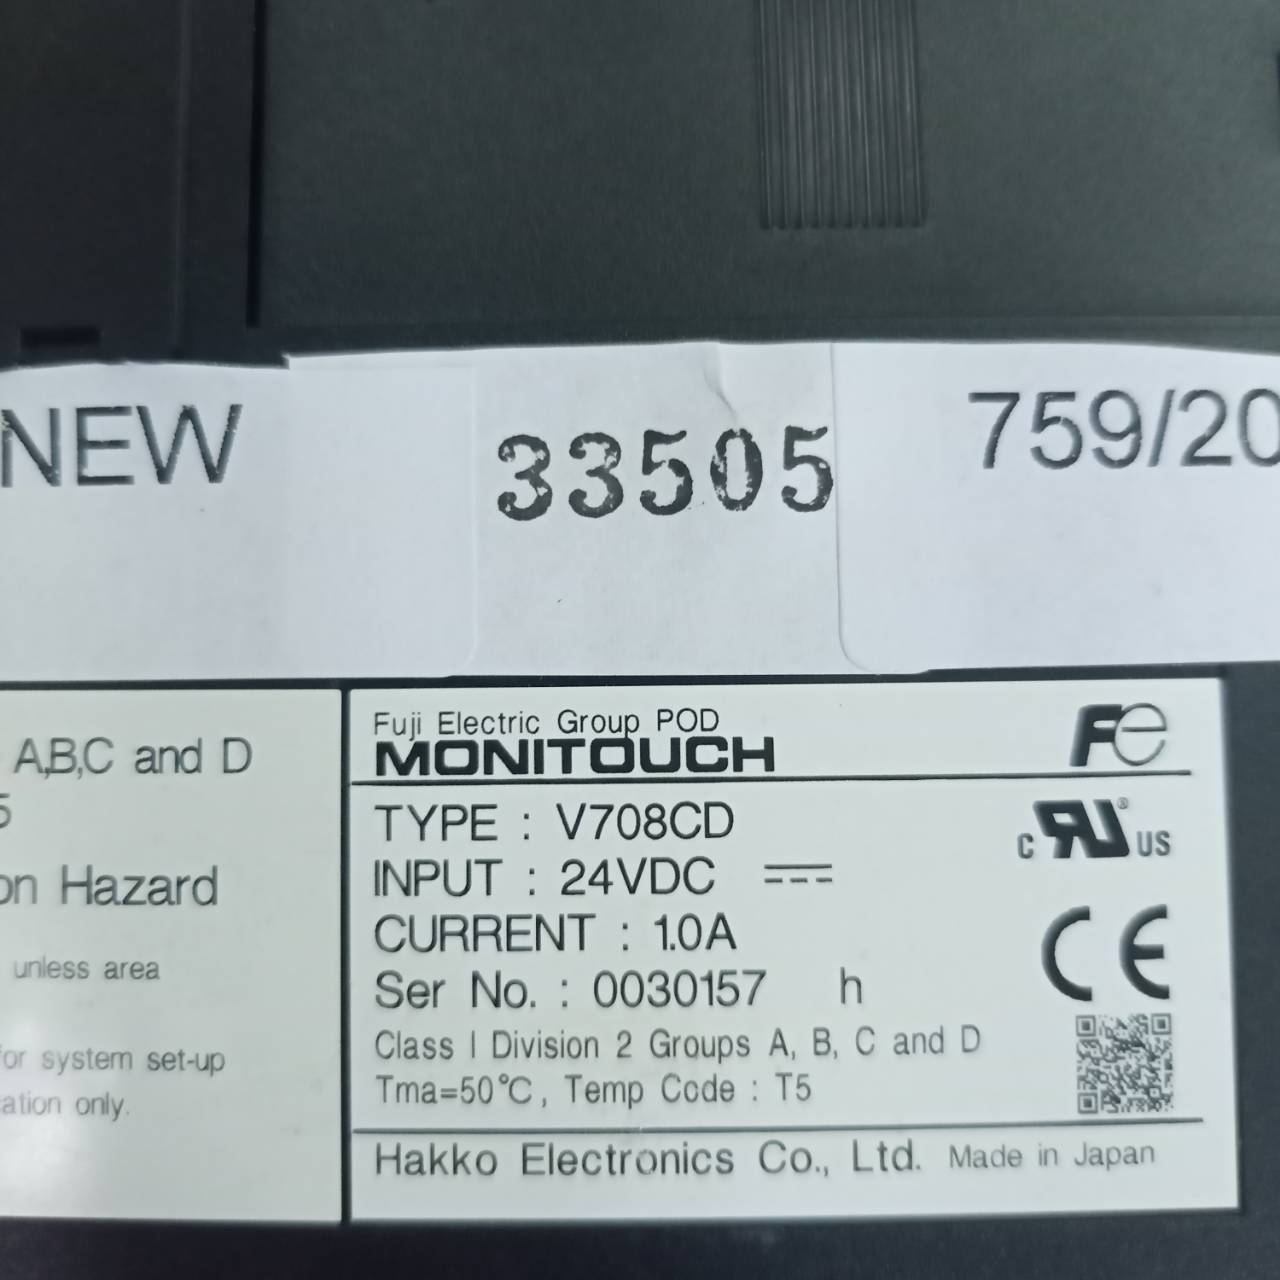 NEW
33505
759/20
A,B,C and D
5
on Hazard
unless area
for system set-up
ation only.
Fuji Electric Group POD
MONITOUCH
Fe
TYPE : V708CD
INPUT : 24VDC
CURRENT : 1.0A
Ser No. : 0030157 h
Class I Division 2 Groups A, B, C and D
Tma=50°C, Temp Code : T5
c RU® US
CE
Hakko Electronics Co., Ltd. Made in Japan